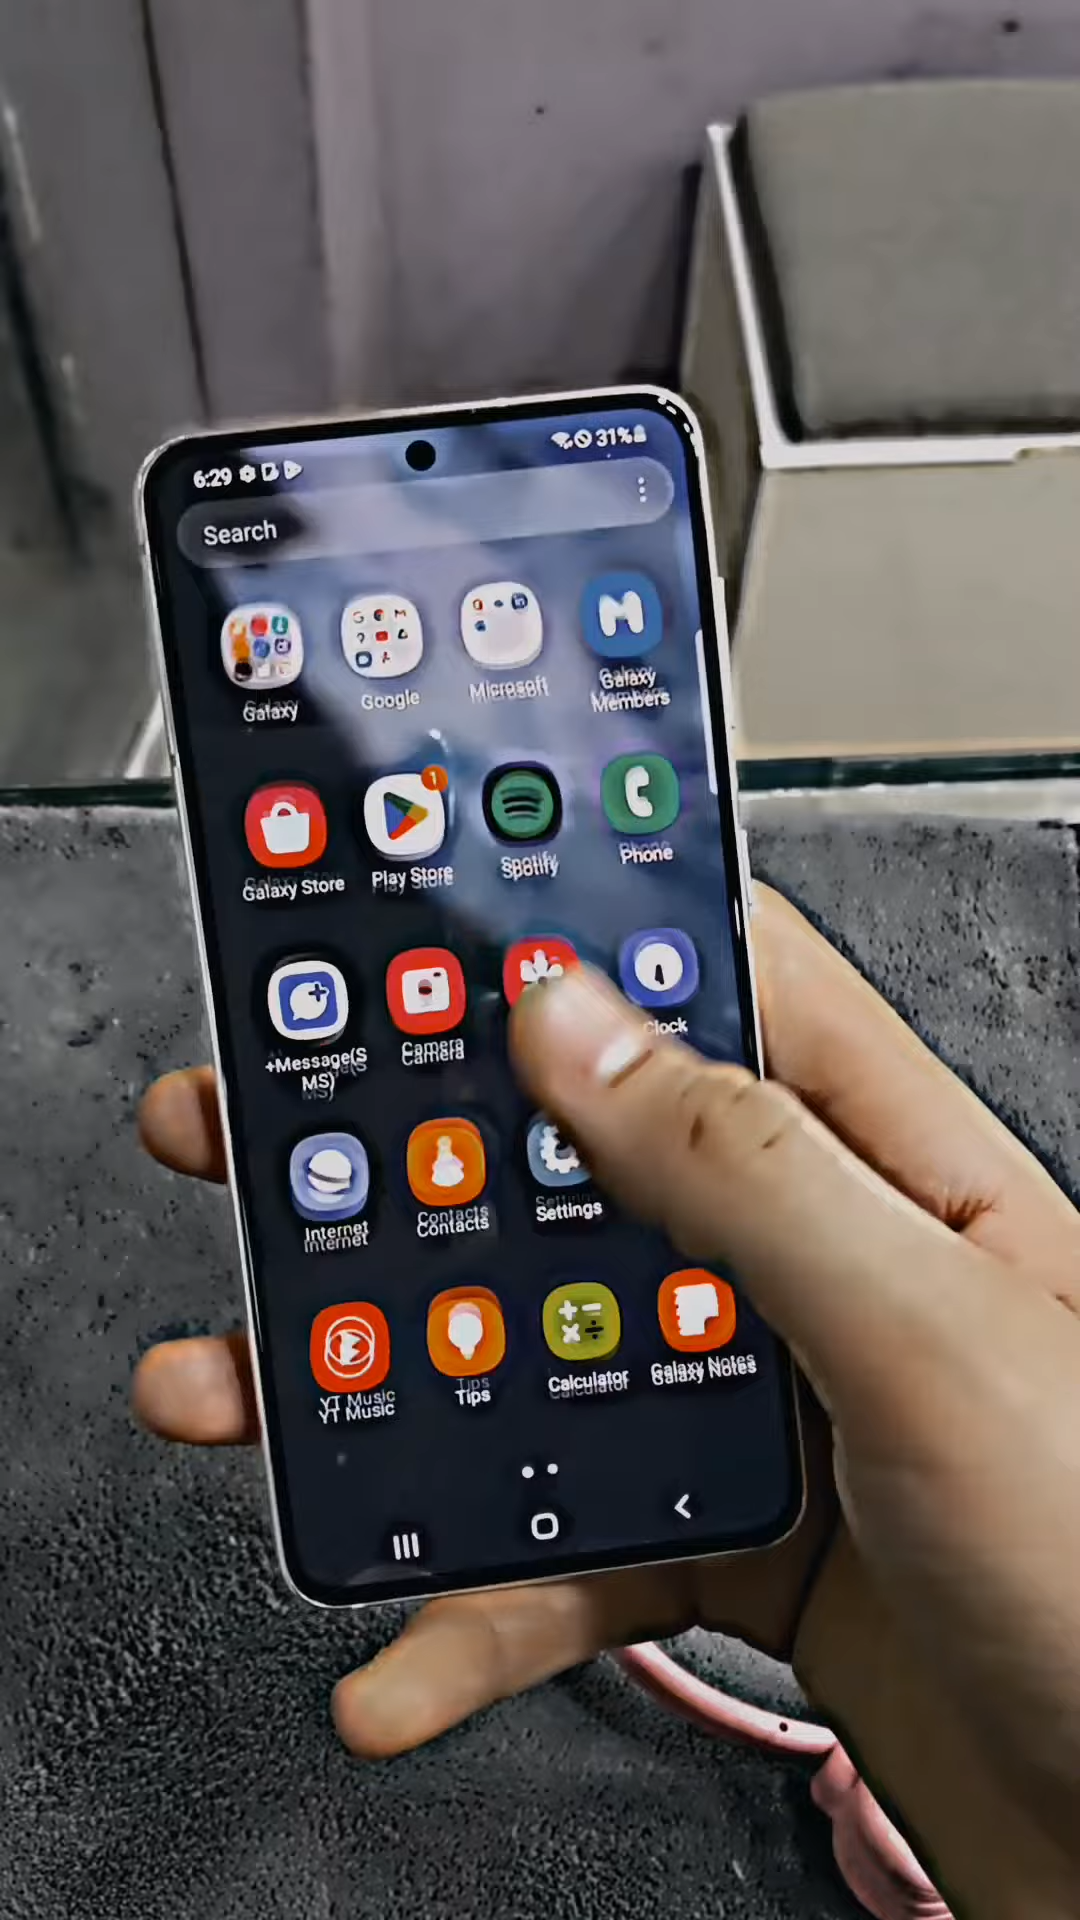 6:29
31%
Search
Galaxy
Google
Microsoft
Galaxy
Members
Galaxy Store
1
Play Store
Spotify
Phone
+Message(S
MS)
Camera
Clock
Internet
Contacts
Settings
YT Music
Tips
Calculator
Galaxy Notes